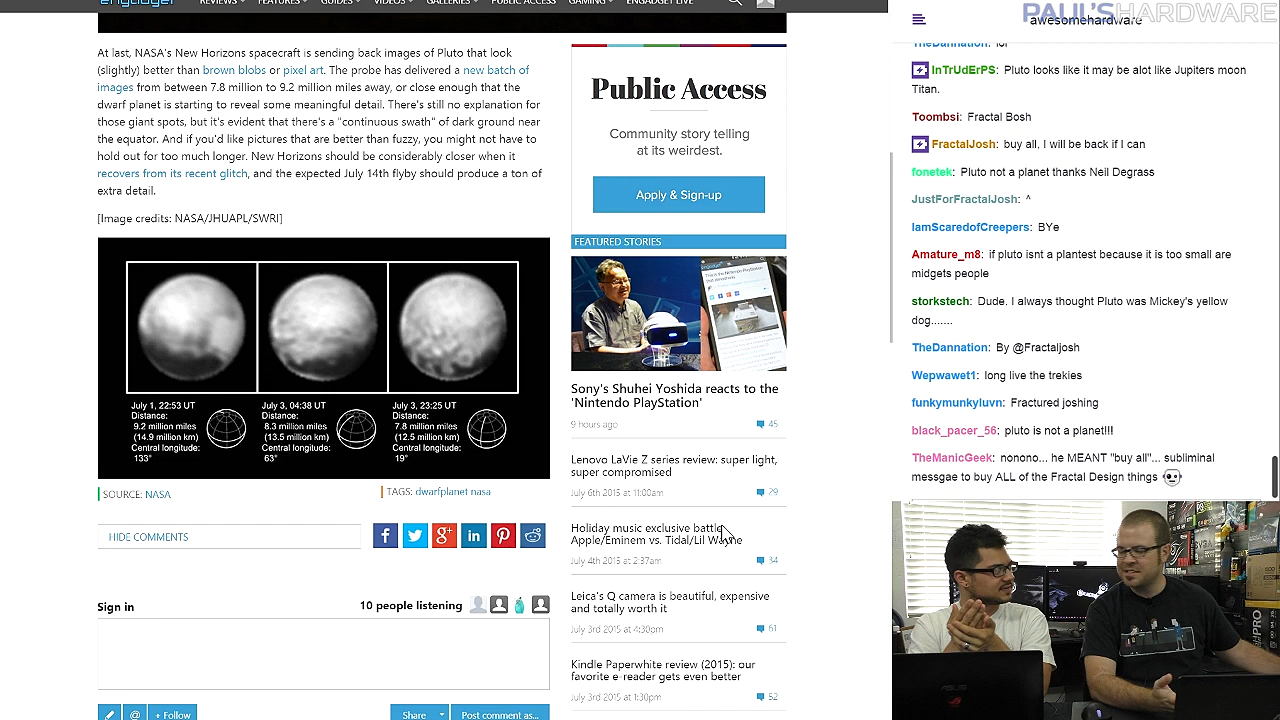 engadget
REVIEWS
FEATURES
GUIDES
VIDEOS
GALLERIES
PUBLIC ACCESS
GAMING
ENGADGET LIVE
At last, NASA's New Horizons spacecraft is sending back images of Pluto that look
(slightly) better than brown blobs or pixel art. The probe has delivered a new batch of
images from between 7.8 million to 9.2 million miles away, or close enough that the
dwarf planet is starting to reveal some meaningful detail. There's still no explanation for
those giant spots, but it's evident that there's a "continuous swath" of dark ground near
the equator. And if you'd like pictures that are better than fuzzy, you might not have to
hold out for too much longer. New Horizons should be considerably closer when it
recovers from its recent glitch, and the expected July 14th flyby should produce a ton of
extra detail.
[Image credits: NASA/JHUAPL/SWRI]
July 1, 22:53 UT
Distance:
9.2 million miles
(14.9 million km)
Central longitude:
133°
July 3, 04:38 UT
Distance:
8.3 million miles
(13.5 million km)
Central longitude:
63°
July 3, 23:25 UT
Distance:
7.8 million miles
(12.5 million km)
Central longitude:
19°
SOURCE: NASA
TAGS: dwarfplanet nasa
HIDE COMMENTS
Sign in
10 people listening
@
+ Follow
Share
Post comment as...
Public Access
Community story telling
at its weirdest.
Apply & Sign-up
FEATURED STORIES
Sony's Shuhei Yoshida reacts to the
'Nintendo PlayStation'
9 hours ago
45
Lenovo LaVie Z series review: super light,
super compromised
July 6th 2015 at 11:00am
29
Holiday music exclusive battle:
Apple/Eminem vs. Tidal/Lil Wayne
July 4th 2015 at 2:37am
34
Leica's Q camera is beautiful, expensive
and totally worth it
July 3rd 2015 at 4:30pm
61
Kindle Paperwhite review (2015): our
favorite e-reader gets even better
July 3rd 2015 at 1:30pm
52
PAUL'SHARDWARE
awesomehardware
TheDannation: lol
InTrUdErPS: Pluto looks like it may be alot like Jupiters moon
Titan.
Toombsi: Fractal Bosh
FractalJosh: buy all, I will be back if I can
fonetek: Pluto not a planet thanks Neil Degrass
JustForFractalJosh: ^
IamScaredofCreepers: BYe
Amature_m8: if pluto isnt a plantest because it is too small are
midgets people
storkstech: Dude. I always thought Pluto was Mickey's yellow
dog.......
TheDannation: By @Fractaljosh
Wepwawet1: long live the trekies
funkymunkyluvn: Fractured joshing
black_pacer_56: pluto is not a planet!!!
TheManicGeek: nonono... he MEANT "buy all"... subliminal
messgae to buy ALL of the Fractal Design things
ASUS